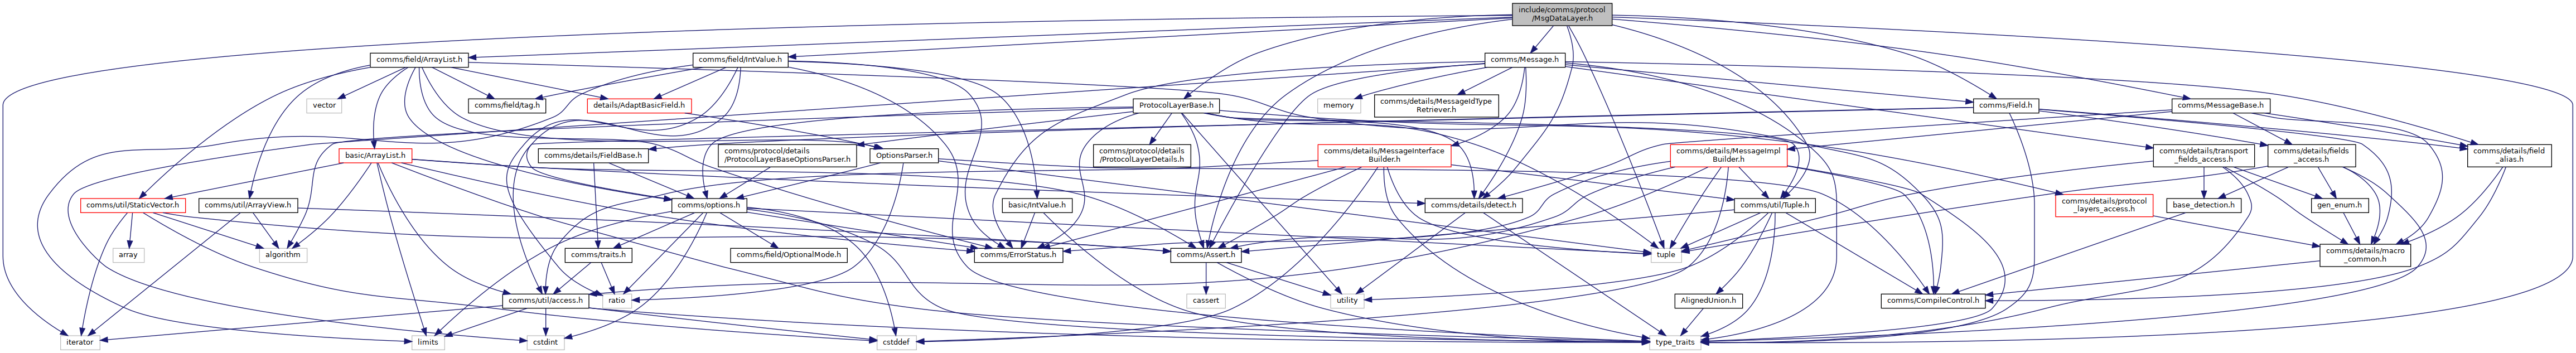 include/comms/protocol
/MsgDataLayer.h
comms/field/ArrayList.h
comms/field/IntValue.h
comms/Message.h
vector
comms/field/tag.h
details/AdaptBasicField.h
ProtocolLayerBase.h
memory
comms/details/MessageIdType
Retriever.h
comms/Field.h
comms/MessageBase.h
basic/ArrayList.h
comms/details/FieldBase.h
comms/protocol/details
/ProtocolLayerBaseOptionsParser.h
OptionsParser.h
comms/protocol/details
/ProtocolLayerDetails.h
comms/details/MessageInterface
Builder.h
comms/details/MessageImpl
Builder.h
comms/details/transport
_fields_access.h
comms/details/fields
_access.h
comms/details/field
_alias.h
comms/util/StaticVector.h
comms/util/ArrayView.h
comms/options.h
basic/IntValue.h
comms/details/detect.h
comms/util/Tuple.h
comms/details/protocol
_layers_access.h
base_detection.h
gen_enum.h
array
algorithm
comms/traits.h
comms/field/OptionalMode.h
comms/ErrorStatus.h
comms/Assert.h
tuple
comms/details/macro
_common.h
comms/util/access.h
ratio
cassert
utility
AlignedUnion.h
comms/CompileControl.h
iterator
limits
cstdint
cstddef
type_traits